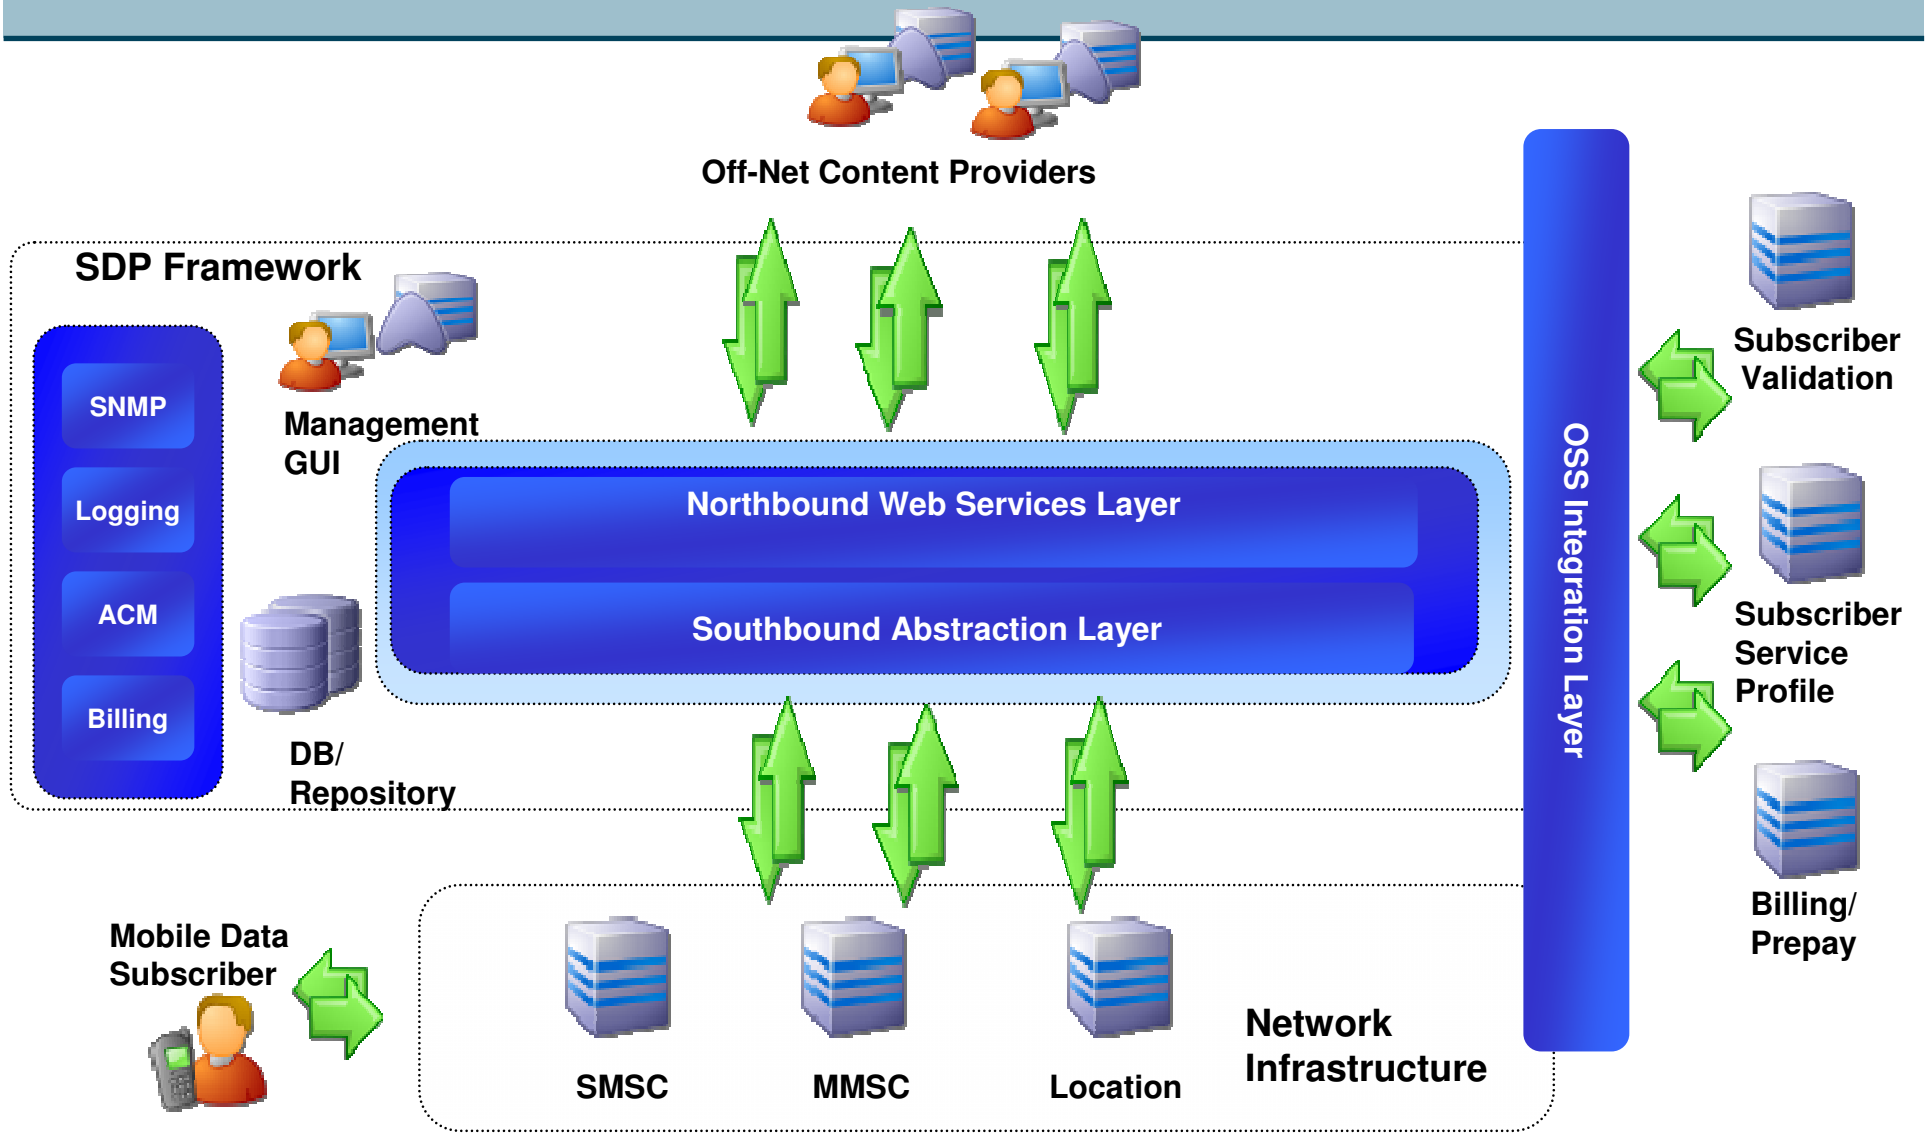 Off-Net Content Providers
SDP Framework
SNMP
Logging
ACM
Billing
Management
GUI
DB/
Repository
Northbound Web Services Layer
Southbound Abstraction Layer
OSS Integration Layer
Subscriber
Validation
Subscriber
Service
Profile
Billing/
Prepay
Mobile Data
Subscriber
SMSC
MMSC
Location
Network
Infrastructure